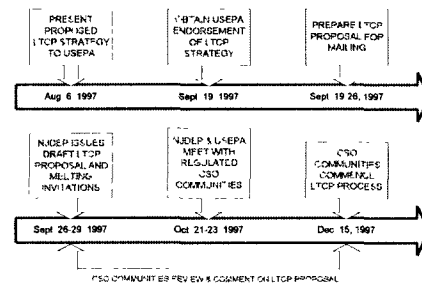 PRESENT
PROPOSED
LTCP STRATEGY
TO USEPA
OBTAIN USEPA
ENDORSEMENT
OF LTCP
STRATEGY
PREPARE LTCP
PROPOSAL FOR
MAILING
Aug 6 1997
Sept 19 1997
Sept 19-26, 1997
NJDEP ISSUES
DRAFT LTCP
PROPOSAL AND
MEETING
INVITATIONS
NJDEP & USEPA
MEET WITH
REGULATED
CSO
COMMUNITIES
CSO
COMMUNITIES
COMMENCE
LTCP PROCESS
Sept 26-29 1997
Oct 21-23 1997
Dec 15, 1997
CSO COMMUNITIES REVIEW & COMMENT ON LTCP PROPOSAL